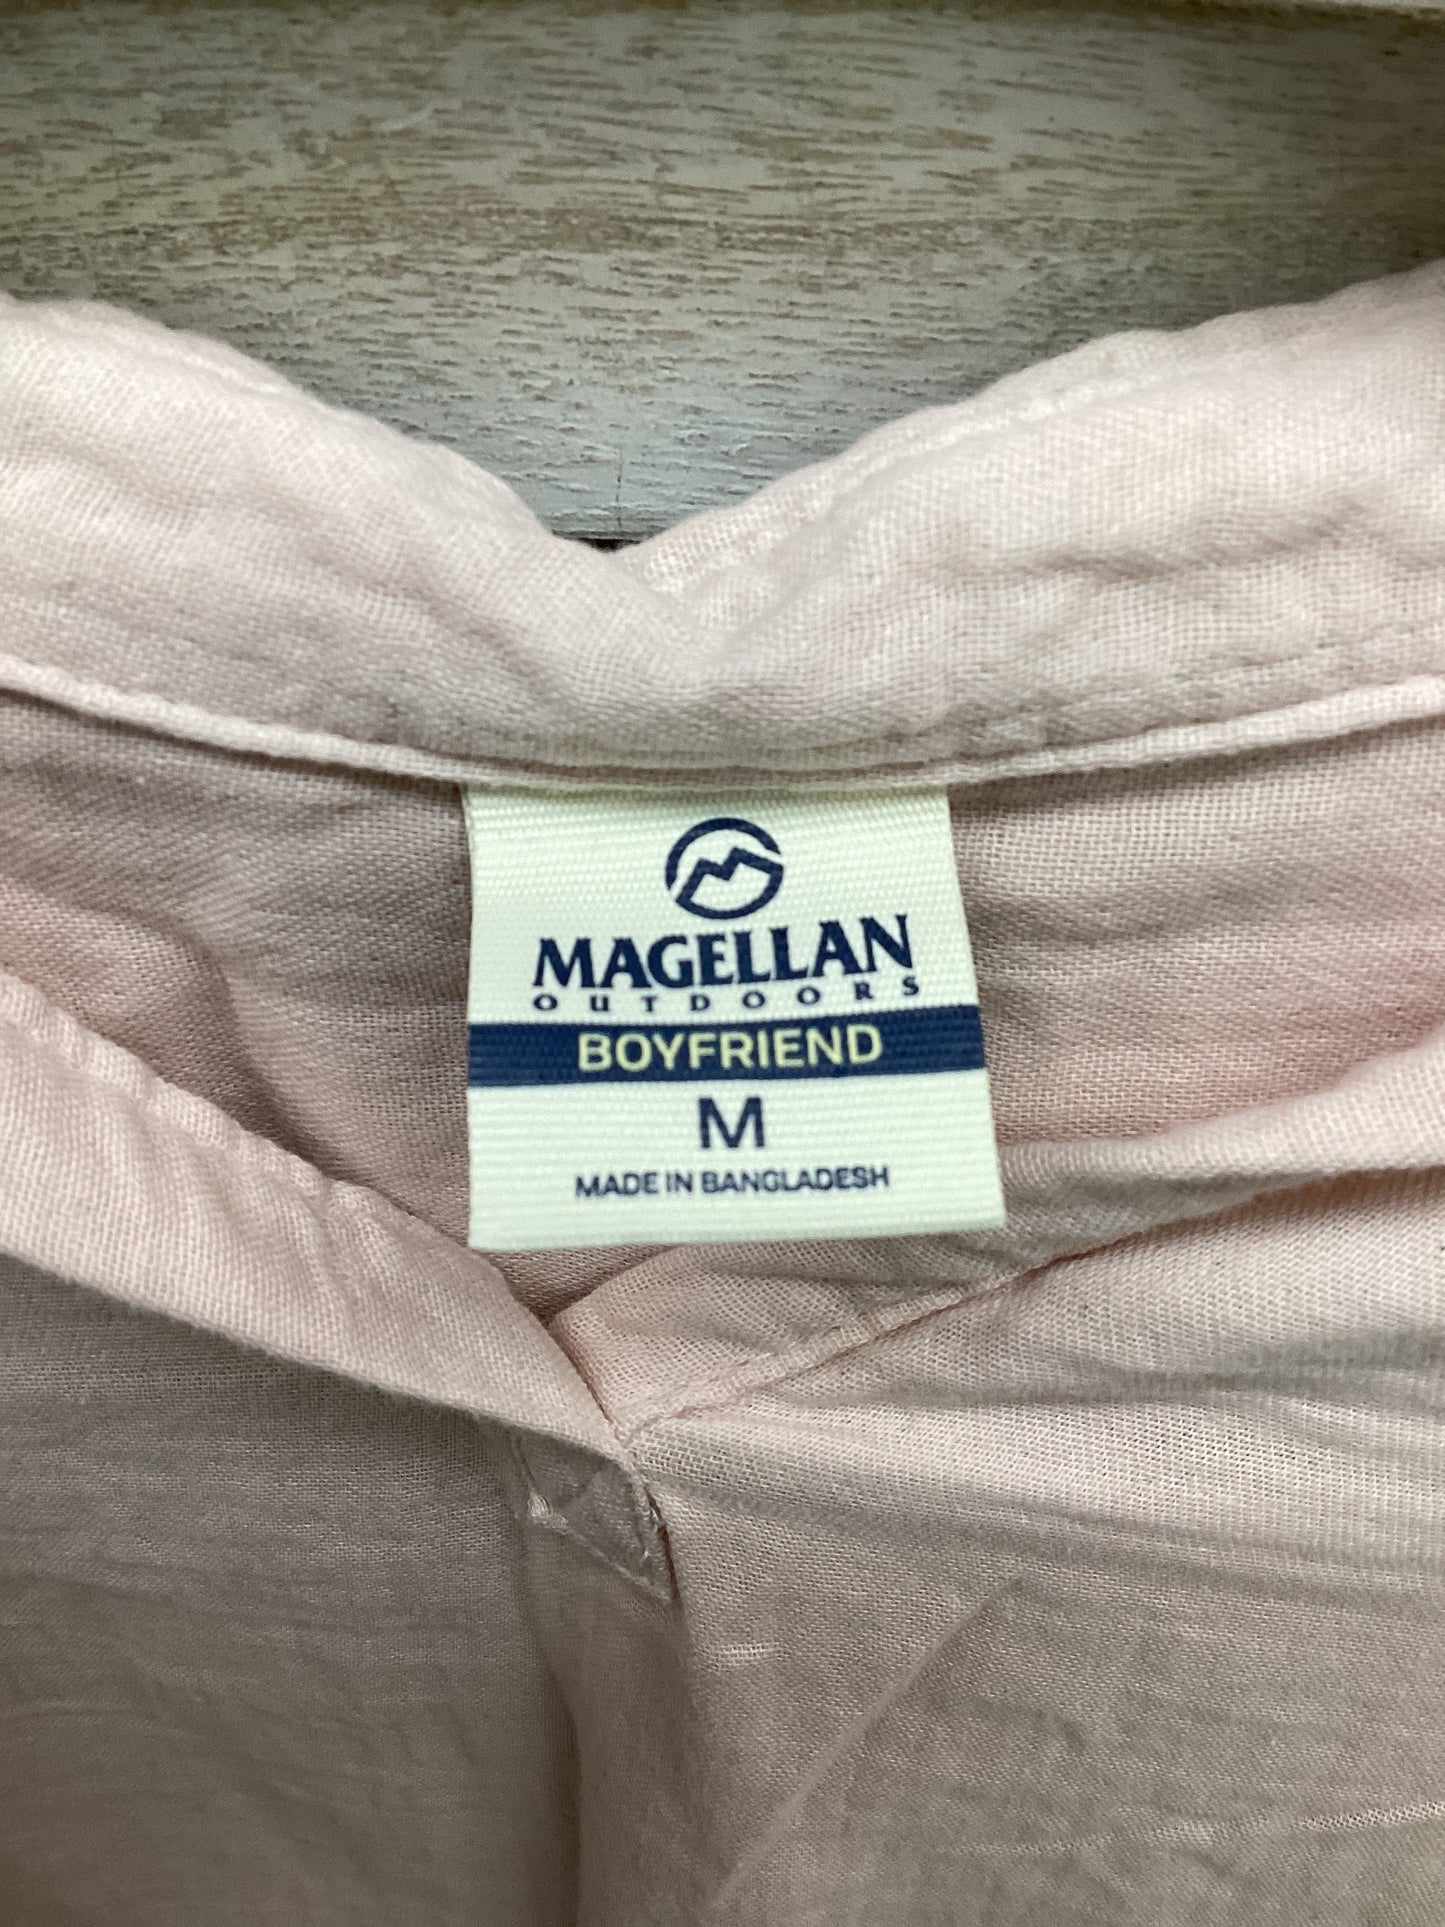 MAGELLAN
OUTDOORS
BOYFRIEND
M
MADE IN BANGLADESH